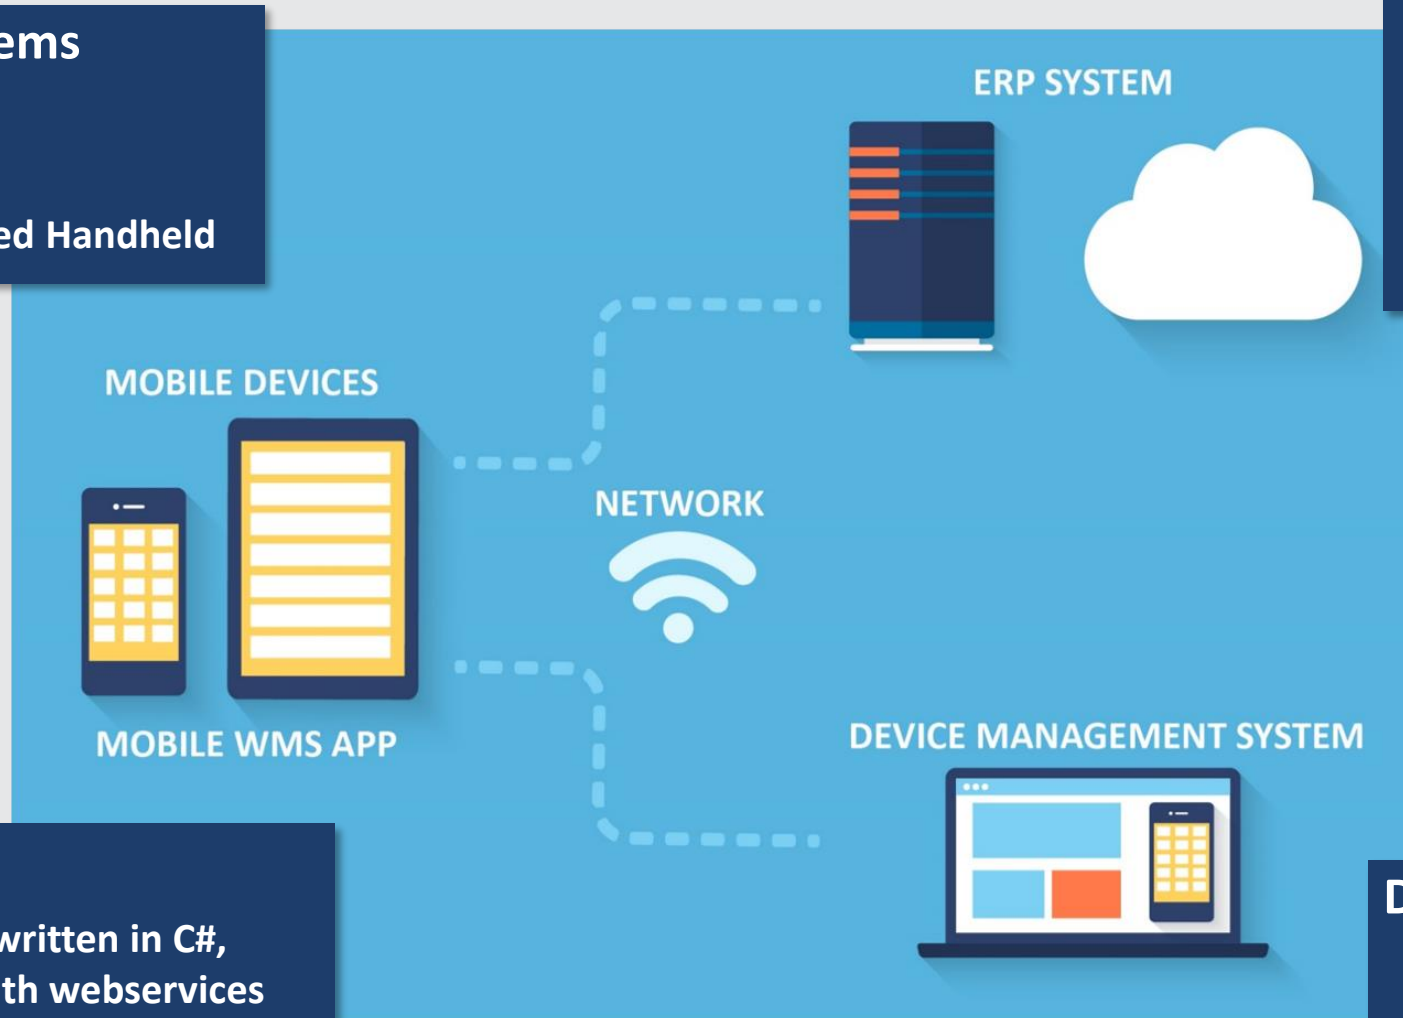 ems
ed Handheld
ERP SYSTEM
MOBILE DEVICES
NETWORK
MOBILE WMS APP
DEVICE MANAGEMENT SYSTEM
written in C#,
th webservices
D